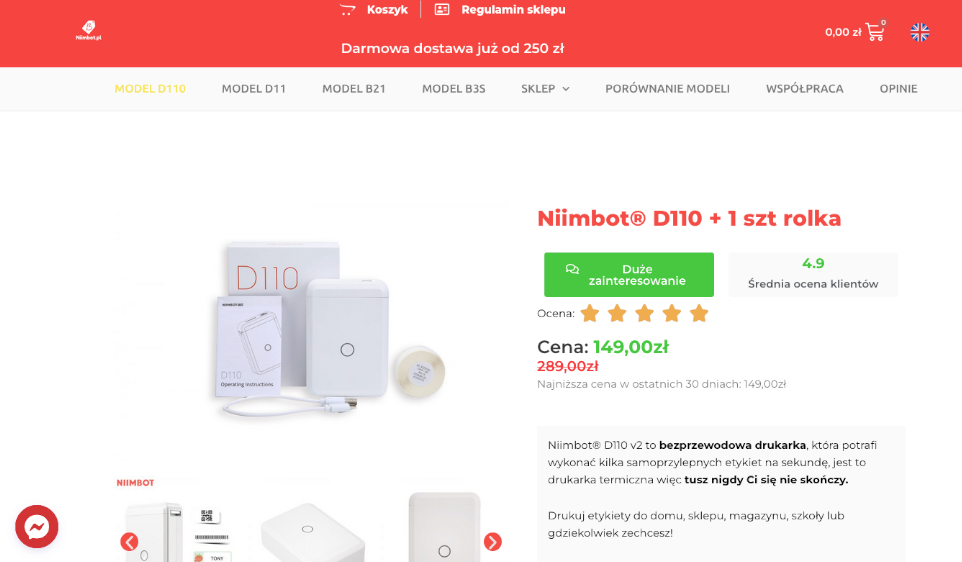 Koszyk
Regulamin sklepu
Niimbot.pl
Darmowa dostawa już od 250 zł
0,00 zł
0
MODEL D110
MODEL D11
MODEL B21
MODEL B3S
SKLEP
PORÓWNANIE MODELI
WSPÓŁPRACA
OPINIE
Niimbot® D110 + 1 szt rolka
Duże
zainteresowanie
4.9
Średnia ocena klientów
Ocena:
Cena: 149,00zł
289,00zł
Najniższa cena w ostatnich 30 dniach: 149,00zł
D110
D110
Operating Instructions
Niimbot® D110 v2 to bezprzewodowa drukarka, która potrafi
wykonać kilka samoprzylepnych etykiet na sekundę, jest to
drukarka termiczna więc tusz nigdy Ci się nie skończy.
Drukuj etykiety do domu, sklepu, magazynu, szkoły lub
gdziekolwiek zechcesz!
NIIMBOT
TONY